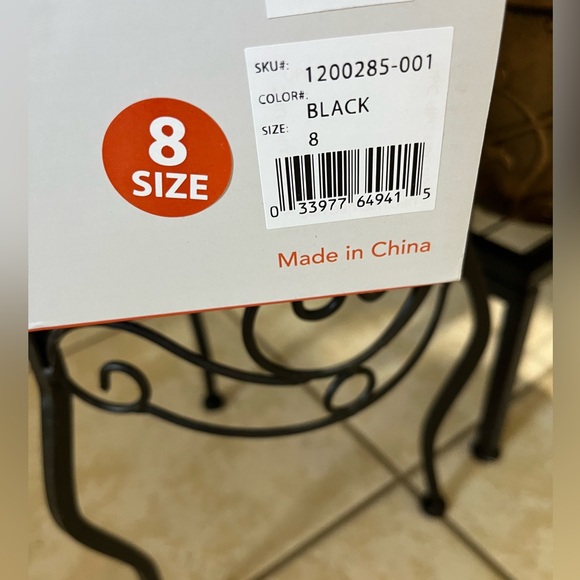 SKU#: 1200285-001
COLOR#: BLACK
SIZE: 8
0 33977 64941 5
8
SIZE
Made in China